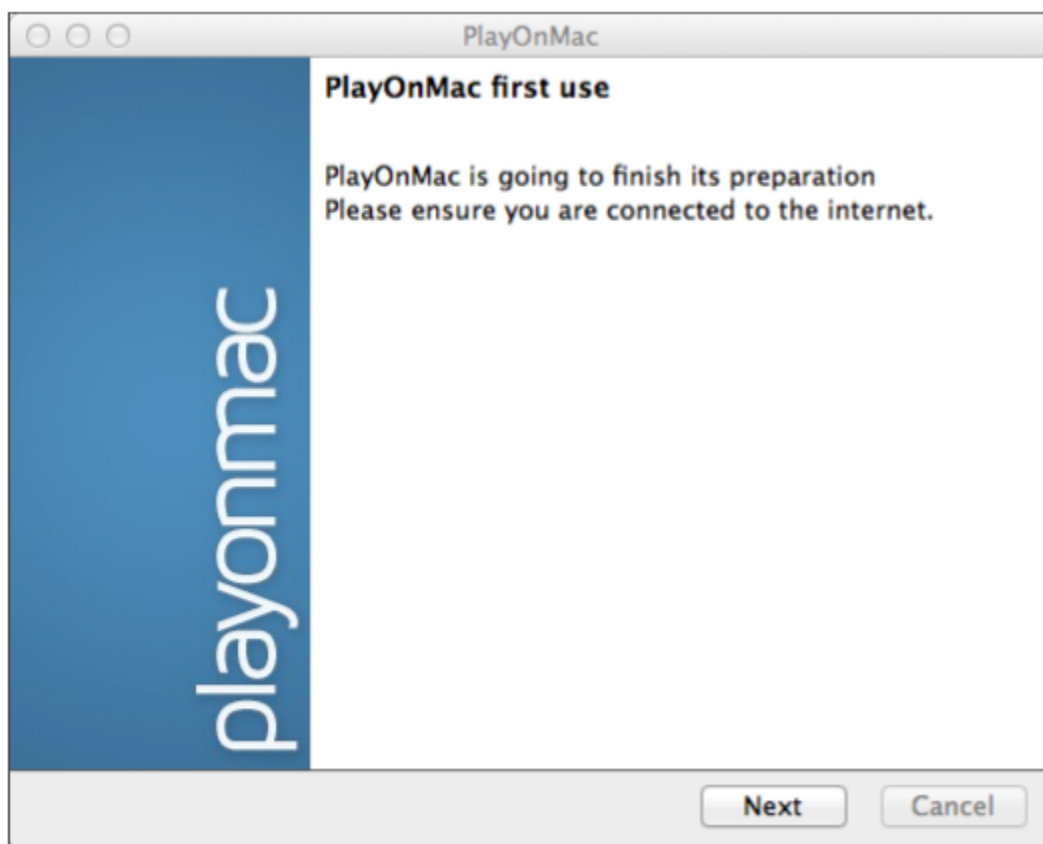 PlayOnMac
PlayOnMac first use
PlayOnMac is going to finish its preparation
Please ensure you are connected to the internet.
playonmac
Next
Cancel